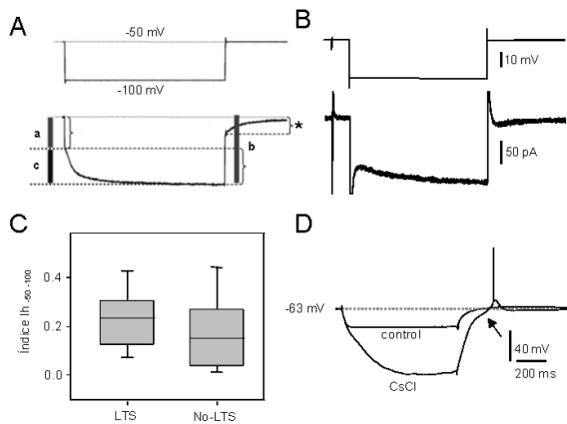 A
-50 mV
-100 mV
a
c
b
*
B
10 mV
50 pA
C
índice Ih -50 -100
0.4
0.2
0.0
LTS
No-LTS
D
-63 mV
control
CsCl
40 mV
200 ms